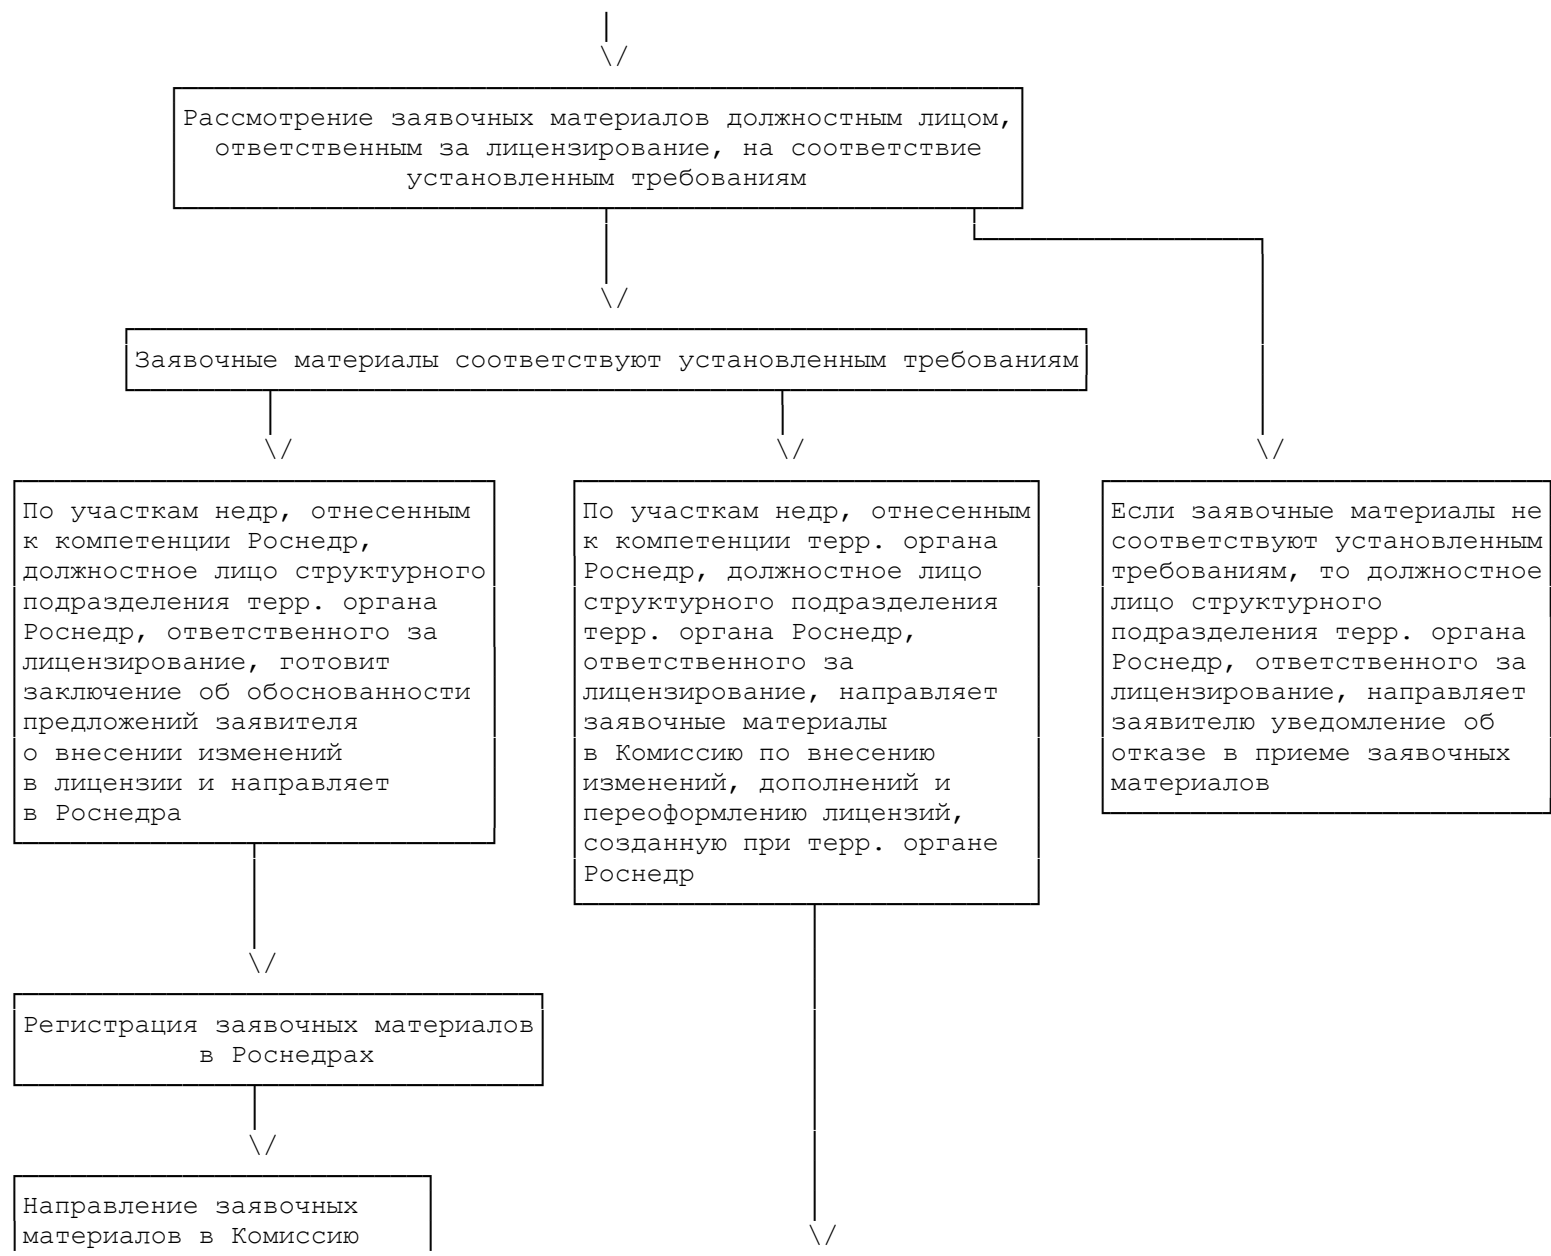 Рассмотрение заявочных материалов должностным лицом,
ответственным за лицензирование, на соответствие
установленным требованиям
Заявочные материалы соответствуют установленным требованиям
По участкам недр, отнесенным
к компетенции Роснедр,
должностное лицо структурного
подразделения терр. органа
Роснедр, ответственного за
лицензирование, готовит
заключение об обоснованности
предложений заявителя
о внесении изменений
в лицензии и направляет
в Роснедра
По участкам недр, отнесенным
к компетенции терр. органа
Роснедр, должностное лицо
структурного подразделения
терр. органа Роснедр,
ответственного за
лицензирование, направляет
заявочные материалы
в Комиссию по внесению
изменений, дополнений и
переоформлению лицензий,
созданную при терр. органе
Роснедр
Если заявочные материалы не
соответствуют установленным
требованиям, то должностное
лицо структурного
подразделения терр. органа
Роснедр, ответственного за
лицензирование, направляет
заявителю уведомление об
отказе в приеме заявочных
материалов
Регистрация заявочных материалов
в Роснедрах
Направление заявочных
материалов в Комиссию